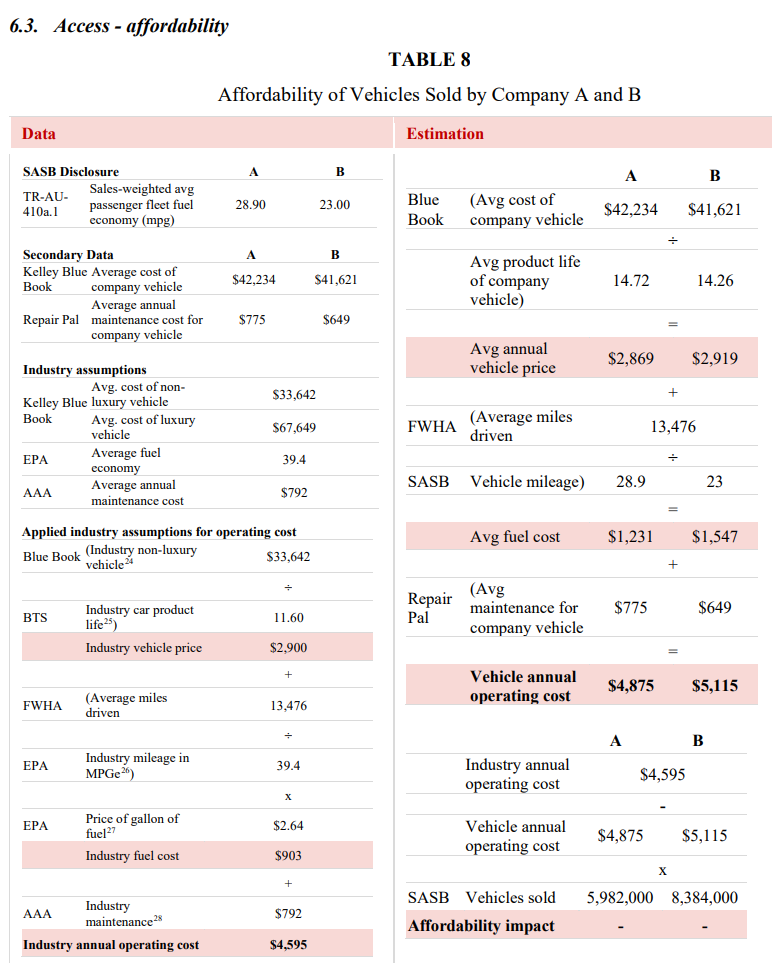 6.3. Access - affordability
TABLE 8
Affordability of Vehicles Sold by Company A and B
Data
SASB Disclosure A B
TR-AU-
410a.1
Sales-weighted avg
passenger fleet fuel
economy (mpg)
28.90 23.00
Secondary Data A B
Kelley Blue
Book
Average cost of
company vehicle
$42,234 $41,621
Repair Pal
Average annual
maintenance cost for
company vehicle
$775 $649
Industry assumptions
Kelley Blue
Book
Avg. cost of non-
luxury vehicle
$33,642
Avg. cost of luxury
vehicle
$67,649
EPA
Average fuel
economy
39.4
AAA
Average annual
maintenance cost
$792
Applied industry assumptions for operating cost
Blue Book
(Industry non-luxury
vehicle24
$33,642
÷
BTS
Industry car product
life25)
11.60
Industry vehicle price $2,900
+
FWHA
(Average miles
driven
13,476
÷
EPA
Industry mileage in
MPGe26)
39.4
x
EPA
Price of gallon of
fuel27
$2.64
Industry fuel cost $903
+
AAA
Industry
maintenance28
$792
Industry annual operating cost $4,595
Estimation
A B
Blue
Book
(Avg cost of
company vehicle
$42,234 $41,621
÷
Avg product life
of company
vehicle)
14.72 14.26
=
Avg annual
vehicle price
$2,869 $2,919
+
FWHA
(Average miles
driven
13,476
÷
SASB Vehicle mileage) 28.9 23
=
Avg fuel cost $1,231 $1,547
+
Repair
Pal
(Avg
maintenance for
company vehicle
$775 $649
=
Vehicle annual
operating cost
$4,875 $5,115
A B
Industry annual
operating cost
$4,595
-
Vehicle annual
operating cost
$4,875 $5,115
x
SASB Vehicles sold 5,982,000 8,384,000
Affordability impact - -